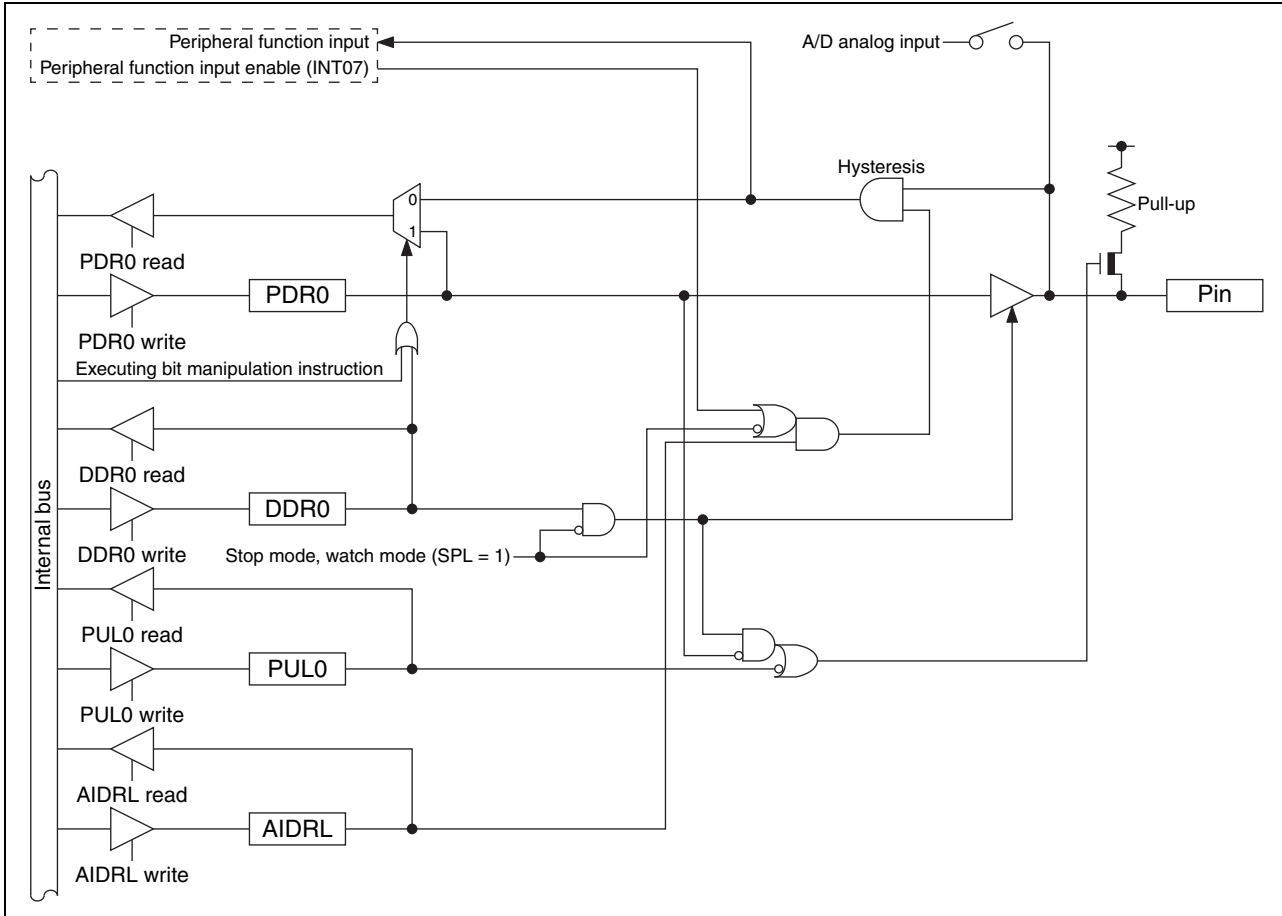 Peripheral function input
A/D analog input
Peripheral function input enable (INT07)
Hysteresis
0
Pull-up
1
PDR0 read
PDR0
Pin
PDR0 write
Executing bit manipulation instruction
DDR0 read
DDR0
Internal bus
DDR0 write
Stop mode, watch mode (SPL = 1)
PUL0 read
PUL0
PUL0 write
AIDRL read
AIDRL
AIDRL write